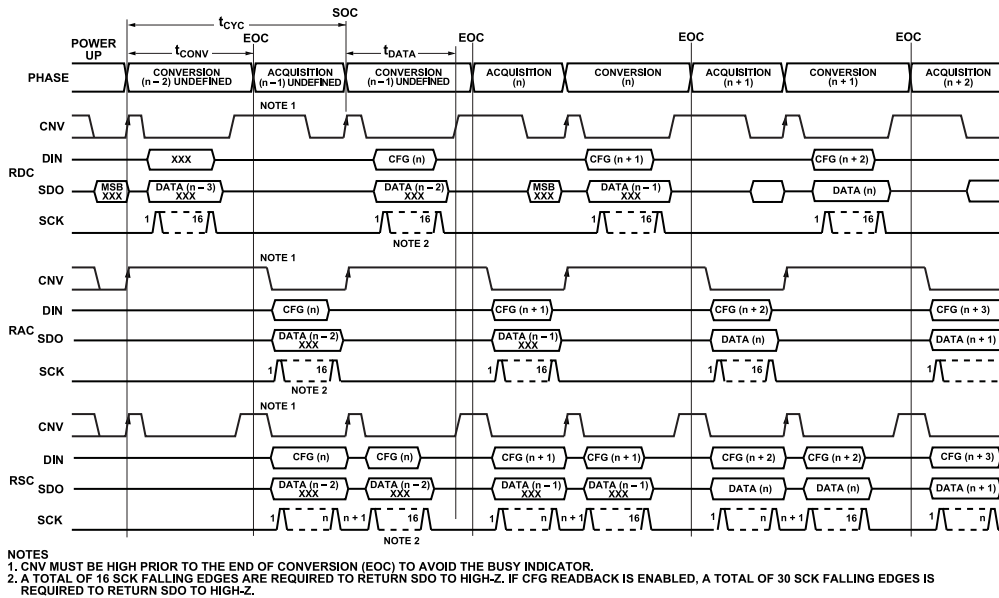 SOC
tCYC
POWER UP
EOC
EOC
EOC
EOC
tCONV
tDATA
PHASE
CONVERSION (n – 2) UNDEFINED
ACQUISITION (n – 1) UNDEFINED
CONVERSION (n – 1) UNDEFINED
ACQUISITION (n)
CONVERSION (n)
ACQUISITION (n + 1)
CONVERSION (n + 1)
ACQUISITION (n + 2)
NOTE 1
CNV
RDC
DIN
XXX
CFG (n)
CFG (n + 1)
CFG (n + 2)
SDO
MSB XXX
DATA (n – 3) XXX
DATA (n – 2) XXX
MSB XXX
DATA (n – 1) XXX
DATA (n)
SCK
1 16
1 16
1 16
1 16
NOTE 2
NOTE 1
CNV
RAC
DIN
CFG (n)
CFG (n + 1)
CFG (n + 2)
CFG (n + 3)
SDO
DATA (n – 2) XXX
DATA (n – 1) XXX
DATA (n)
DATA (n + 1)
SCK
1 16
1 16
1 16
1
NOTE 2
NOTE 1
CNV
RSC
DIN
CFG (n)
CFG (n)
CFG (n + 1)
CFG (n + 1)
CFG (n + 2)
CFG (n + 2)
CFG (n + 3)
SDO
DATA (n – 2) XXX
DATA (n – 2) XXX
DATA (n – 1) XXX
DATA (n – 1) XXX
DATA (n)
DATA (n)
DATA (n + 1)
SCK
1 n n + 1 16
1 n n + 1 16
1 n n + 1 16
1 n
NOTE 2
NOTES
1. CNV MUST BE HIGH PRIOR TO THE END OF CONVERSION (EOC) TO AVOID THE BUSY INDICATOR.
2. A TOTAL OF 16 SCK FALLING EDGES ARE REQUIRED TO RETURN SDO TO HIGH-Z. IF CFG READBACK IS ENABLED, A TOTAL OF 30 SCK FALLING EDGES IS
REQUIRED TO RETURN SDO TO HIGH-Z.